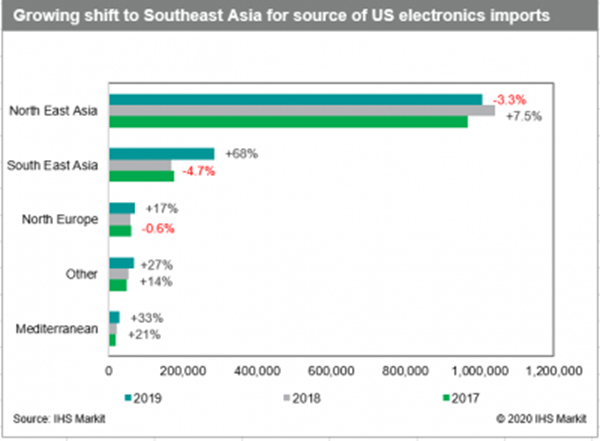 Growing shift to Southeast Asia for source of US electronics imports
North East Asia
-3.3%
+7.5%
South East Asia
+68%
-4.7%
North Europe
+17%
-0.6%
Other
+27%
+14%
Mediterranean
+33%
+21%
0 200,000 400,000 600,000 800,000 1,000,000 1,200,000
2019 2018 2017
Source: IHS Markit © 2020 IHS Markit